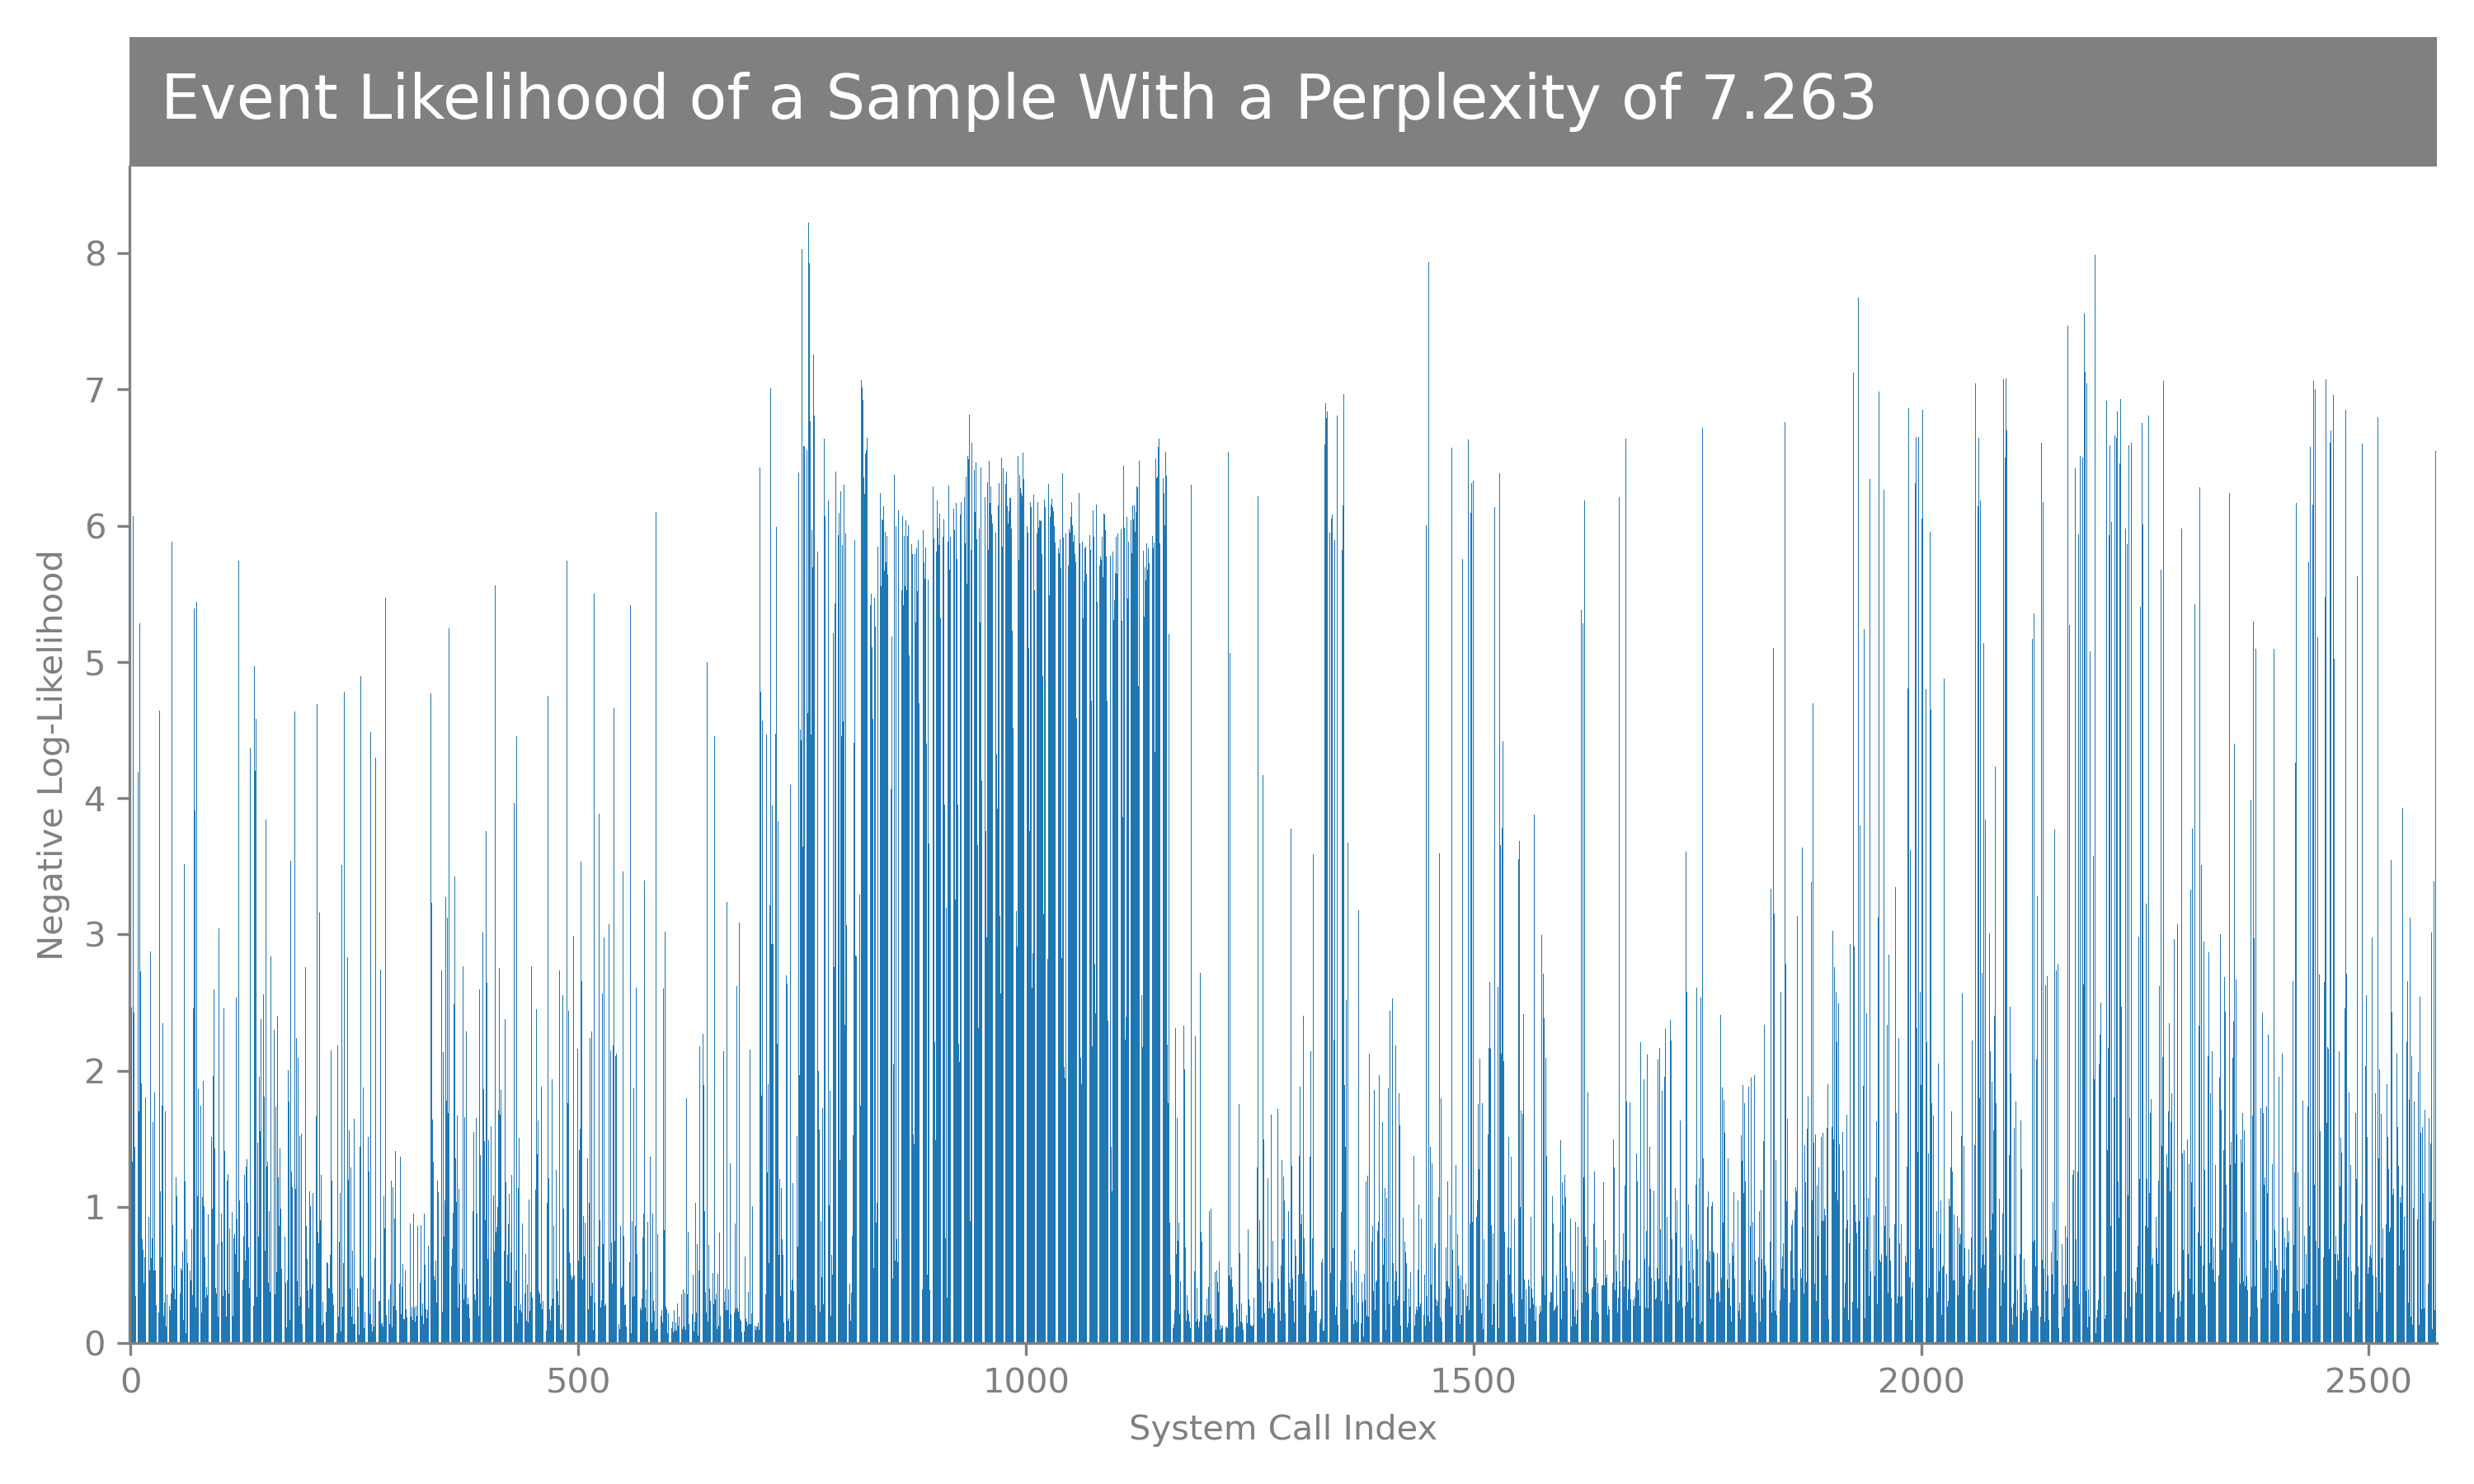 Event Likelihood of a Sample With a Perplexity of 7.263
8
7
6
5
4
3
2
1
0
Negative Log-Likelihood
0 500 1000 1500 2000 2500
System Call Index